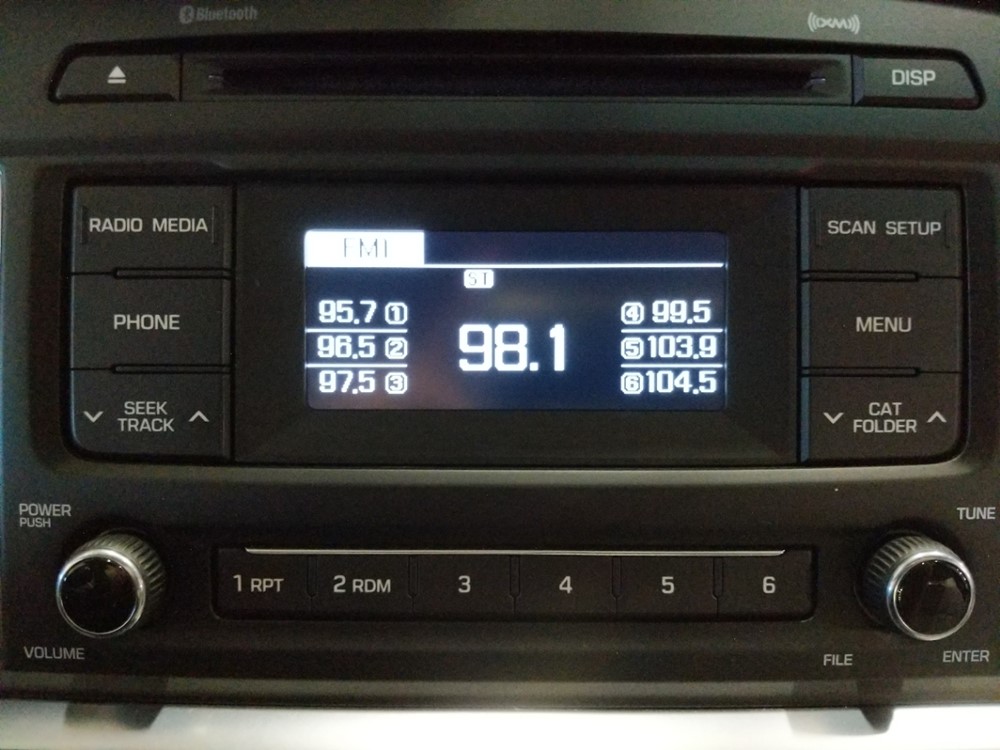 Bluetooth
((XM))
DISP
RADIO MEDIA
SCAN SETUP
FM1
ST
95.7 1
4 99.5
PHONE
98.1
MENU
96.5 2
5 103.9
97.5 3
6 104.5
SEEK
TRACK
CAT
FOLDER
POWER
PUSH
TUNE
1 RPT
2 RDM
3
4
5
6
VOLUME
FILE
ENTER